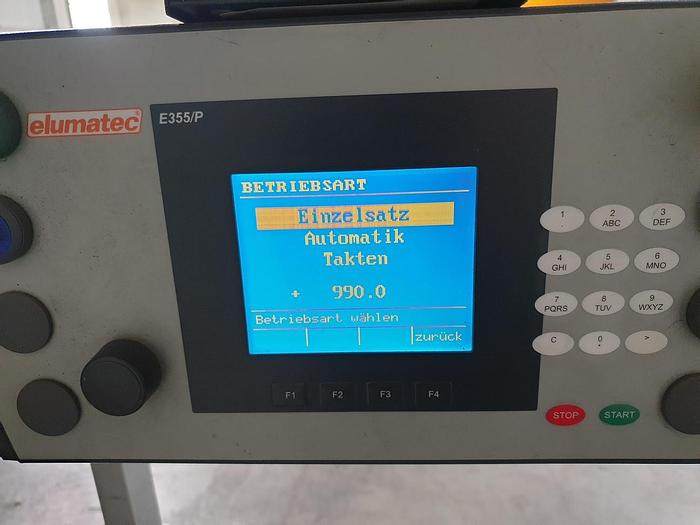 elumatec®
E355/P
BETRIEBSART
Einzelsatz
Automatik
Takten
+ 990.0
Betriebsart wählen
zurück
F1 F2 F3 F4
1 2 ABC 3 DEF
4 GHI 5 JKL 6 MNO
7 PQRS 8 TUV 9 WXYZ
C 0 . >
STOP START